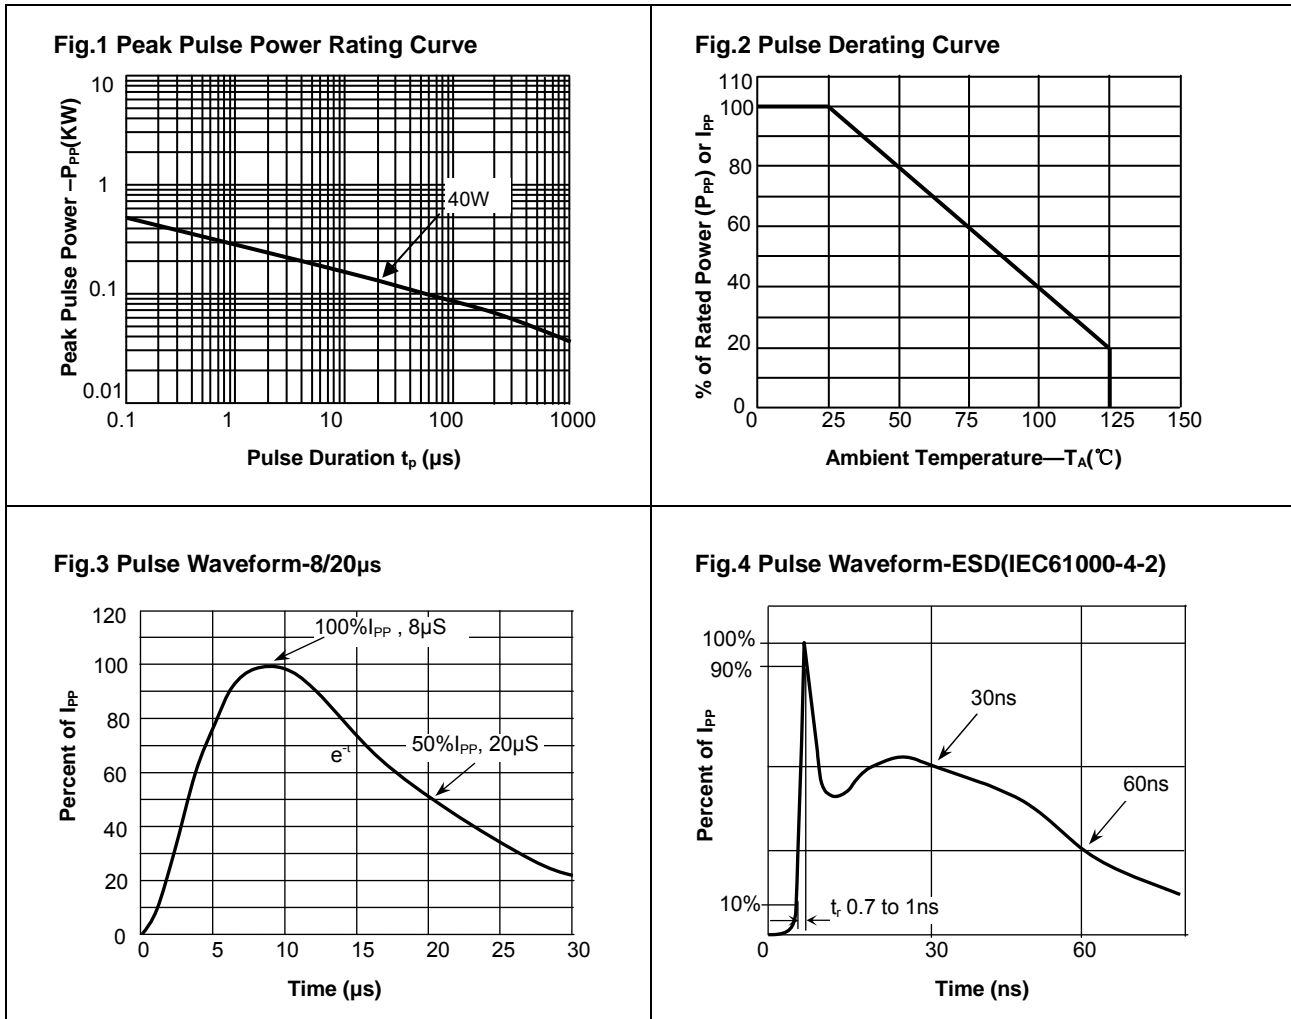 Fig.1 Peak Pulse Power Rating Curve
Peak Pulse Power –PPP(KW)
10
1
0.1
0.01
40W
0.1 1 10 100 1000
Pulse Duration tp (µs)
Fig.2 Pulse Derating Curve
% of Rated Power (PPP) or IPP
110
100
80
60
40
20
0
25 50 75 100 125 150
Ambient Temperature—TA(℃)
Fig.3 Pulse Waveform-8/20µs
Percent of IPP
120
100
80
60
40
20
0
100%IPP , 8µS
e-t
50%IPP, 20µS
0 5 10 15 20 25 30
Time (µs)
Fig.4 Pulse Waveform-ESD(IEC61000-4-2)
Percent of IPP
100%
90%
10%
30ns
60ns
tr 0.7 to 1ns
0 30 60
Time (ns)